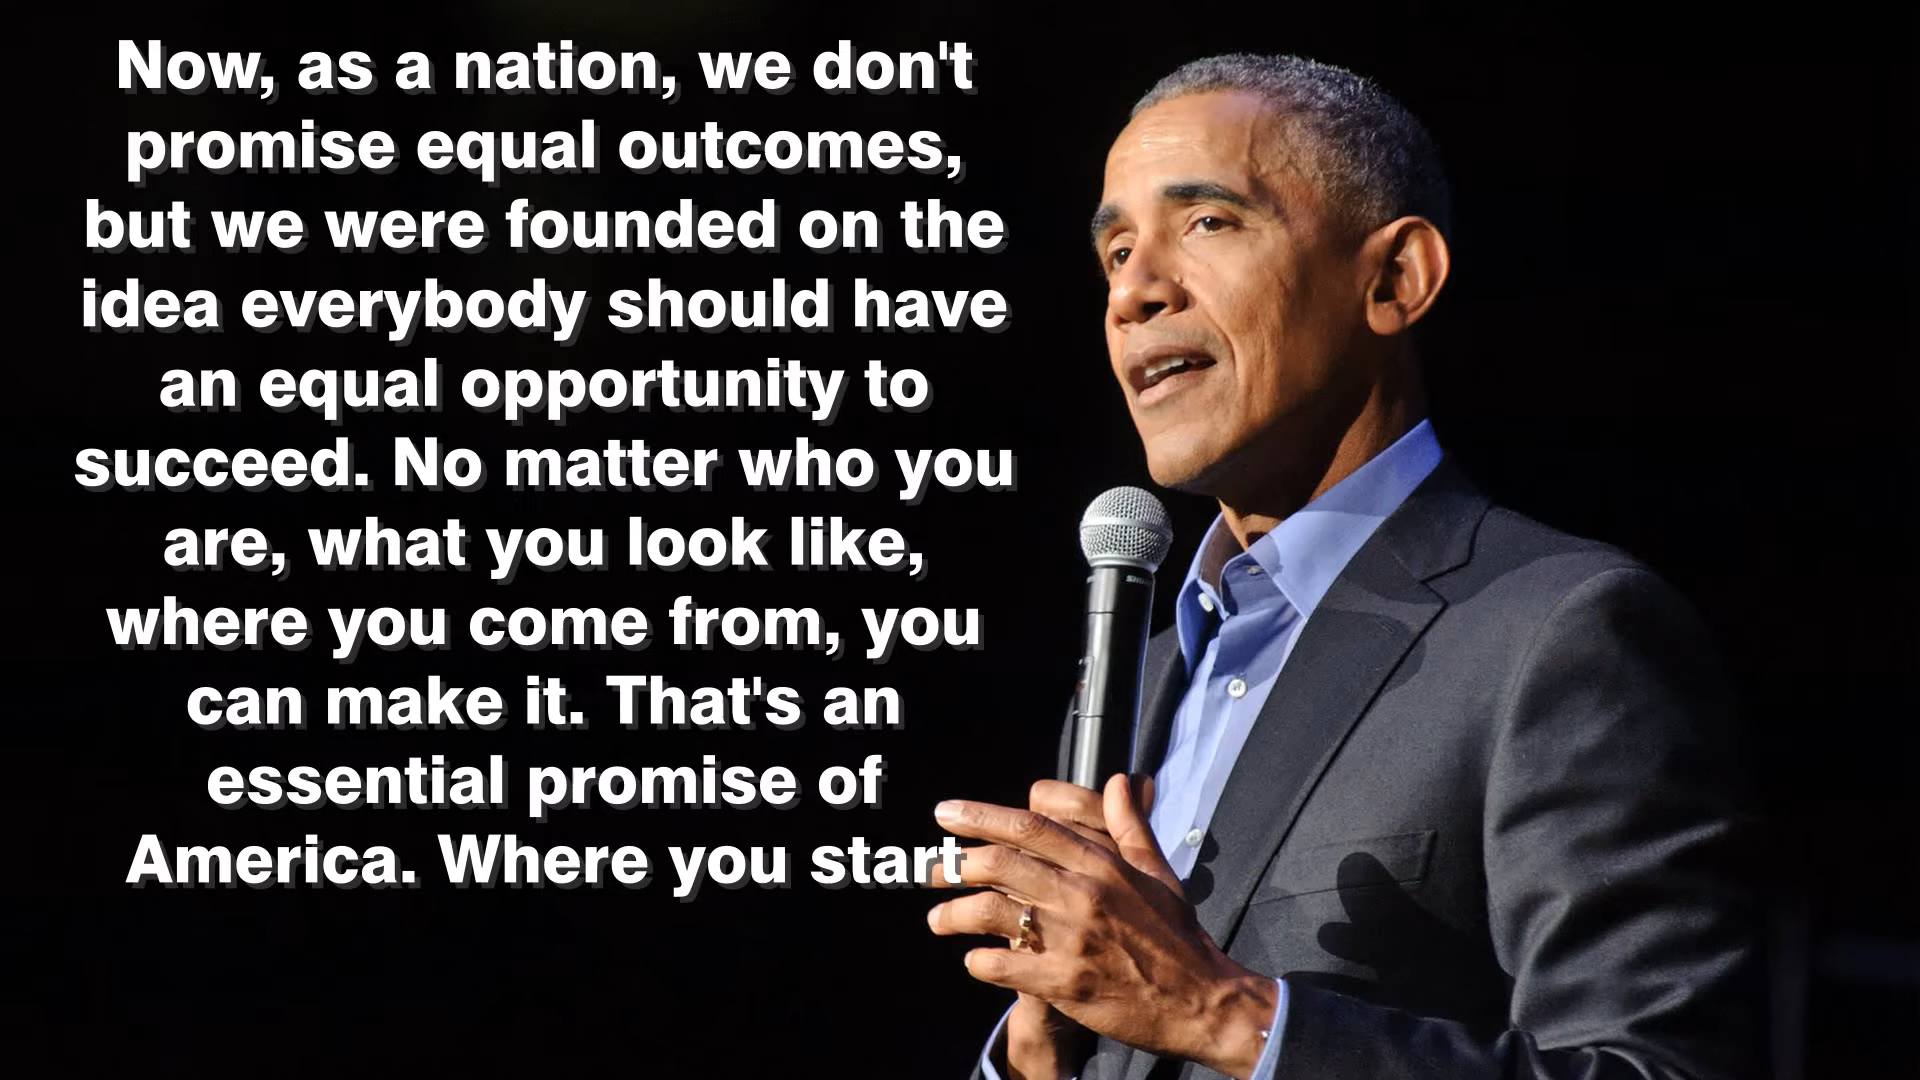 Now, as a nation, we don't
promise equal outcomes,
but we were founded on the
idea everybody should have
an equal opportunity to
succeed. No matter who you
are, what you look like,
where you come from, you
can make it. That's an
essential promise of
America. Where you start